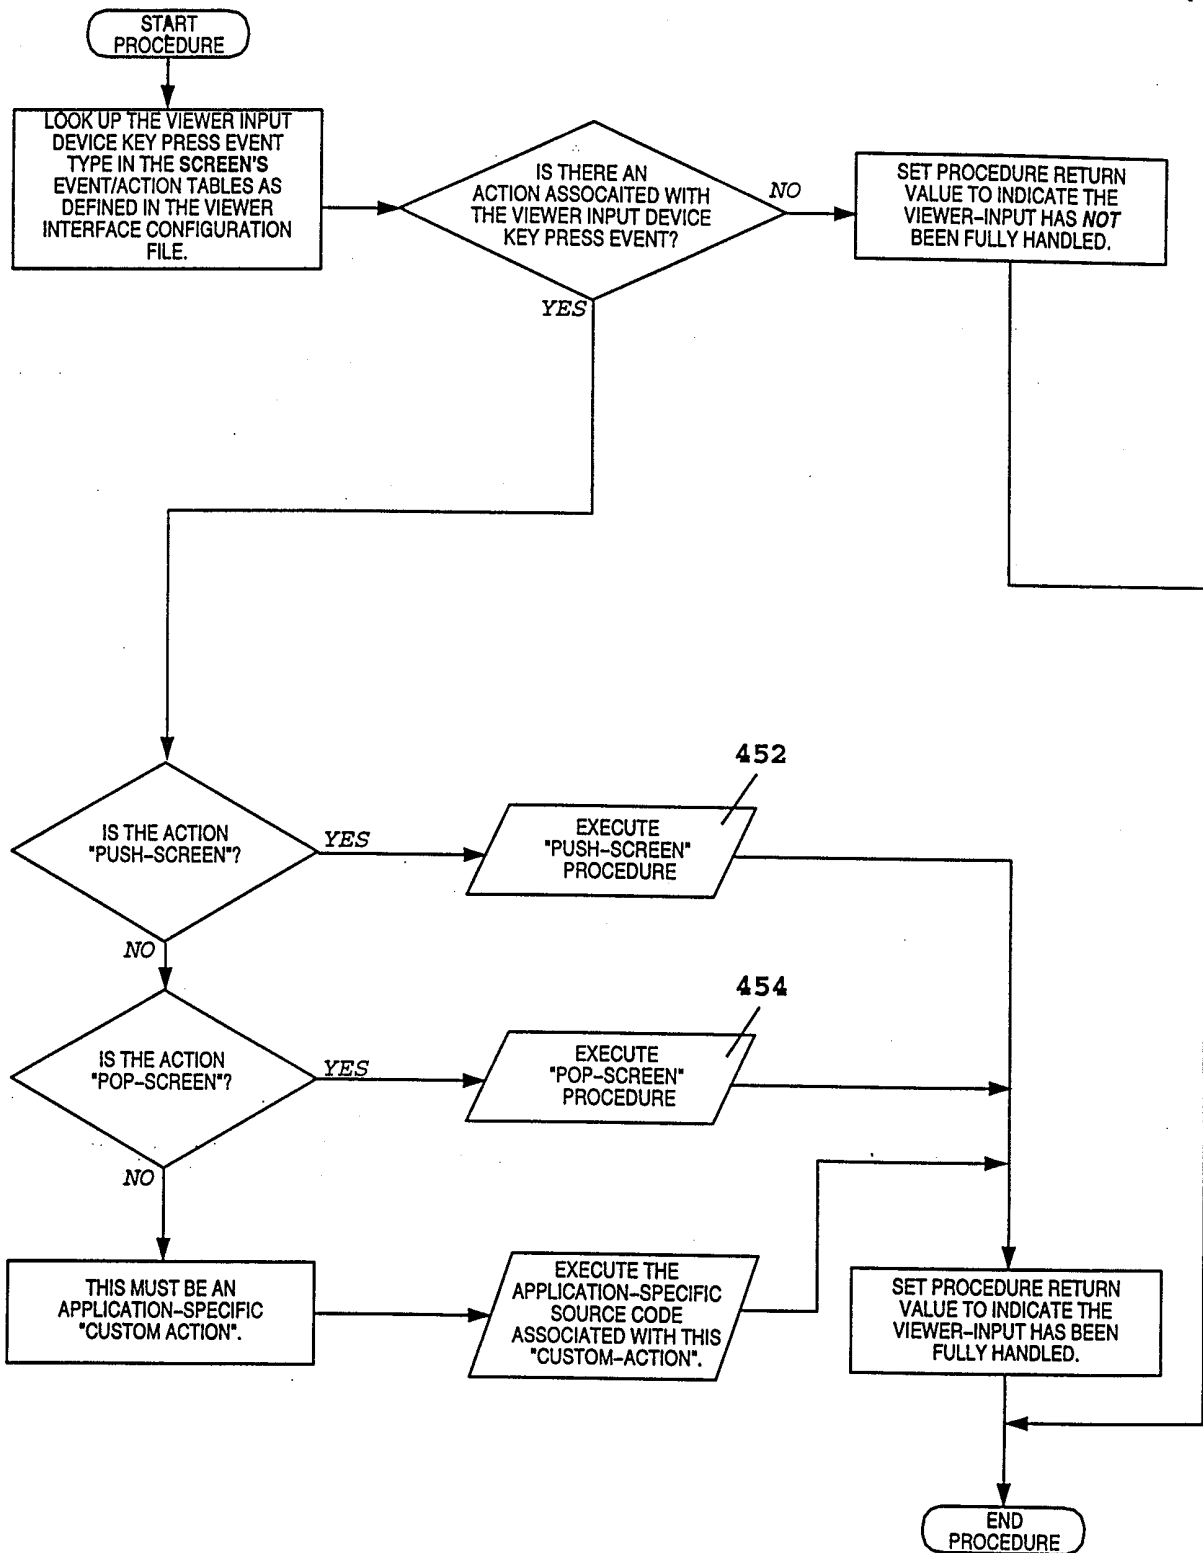 START
PROCEDURE
LOOK UP THE VIEWER INPUT
DEVICE KEY PRESS EVENT
TYPE IN THE SCREEN'S
EVENT/ACTION TABLES AS
DEFINED IN THE VIEWER
INTERFACE CONFIGURATION
FILE.
IS THERE AN
ACTION ASSOCAITED WITH
THE VIEWER INPUT DEVICE
KEY PRESS EVENT?
NO
SET PROCEDURE RETURN
VALUE TO INDICATE THE
VIEWER-INPUT HAS NOT
BEEN FULLY HANDLED.
YES
IS THE ACTION
"PUSH-SCREEN"?
YES
452
EXECUTE
"PUSH-SCREEN"
PROCEDURE
NO
IS THE ACTION
"POP-SCREEN"?
YES
454
EXECUTE
"POP-SCREEN"
PROCEDURE
NO
THIS MUST BE AN
APPLICATION-SPECIFIC
"CUSTOM ACTION".
EXECUTE THE
APPLICATION-SPECIFIC
SOURCE CODE
ASSOCIATED WITH THIS
"CUSTOM-ACTION".
SET PROCEDURE RETURN
VALUE TO INDICATE THE
VIEWER-INPUT HAS BEEN
FULLY HANDLED.
END
PROCEDURE